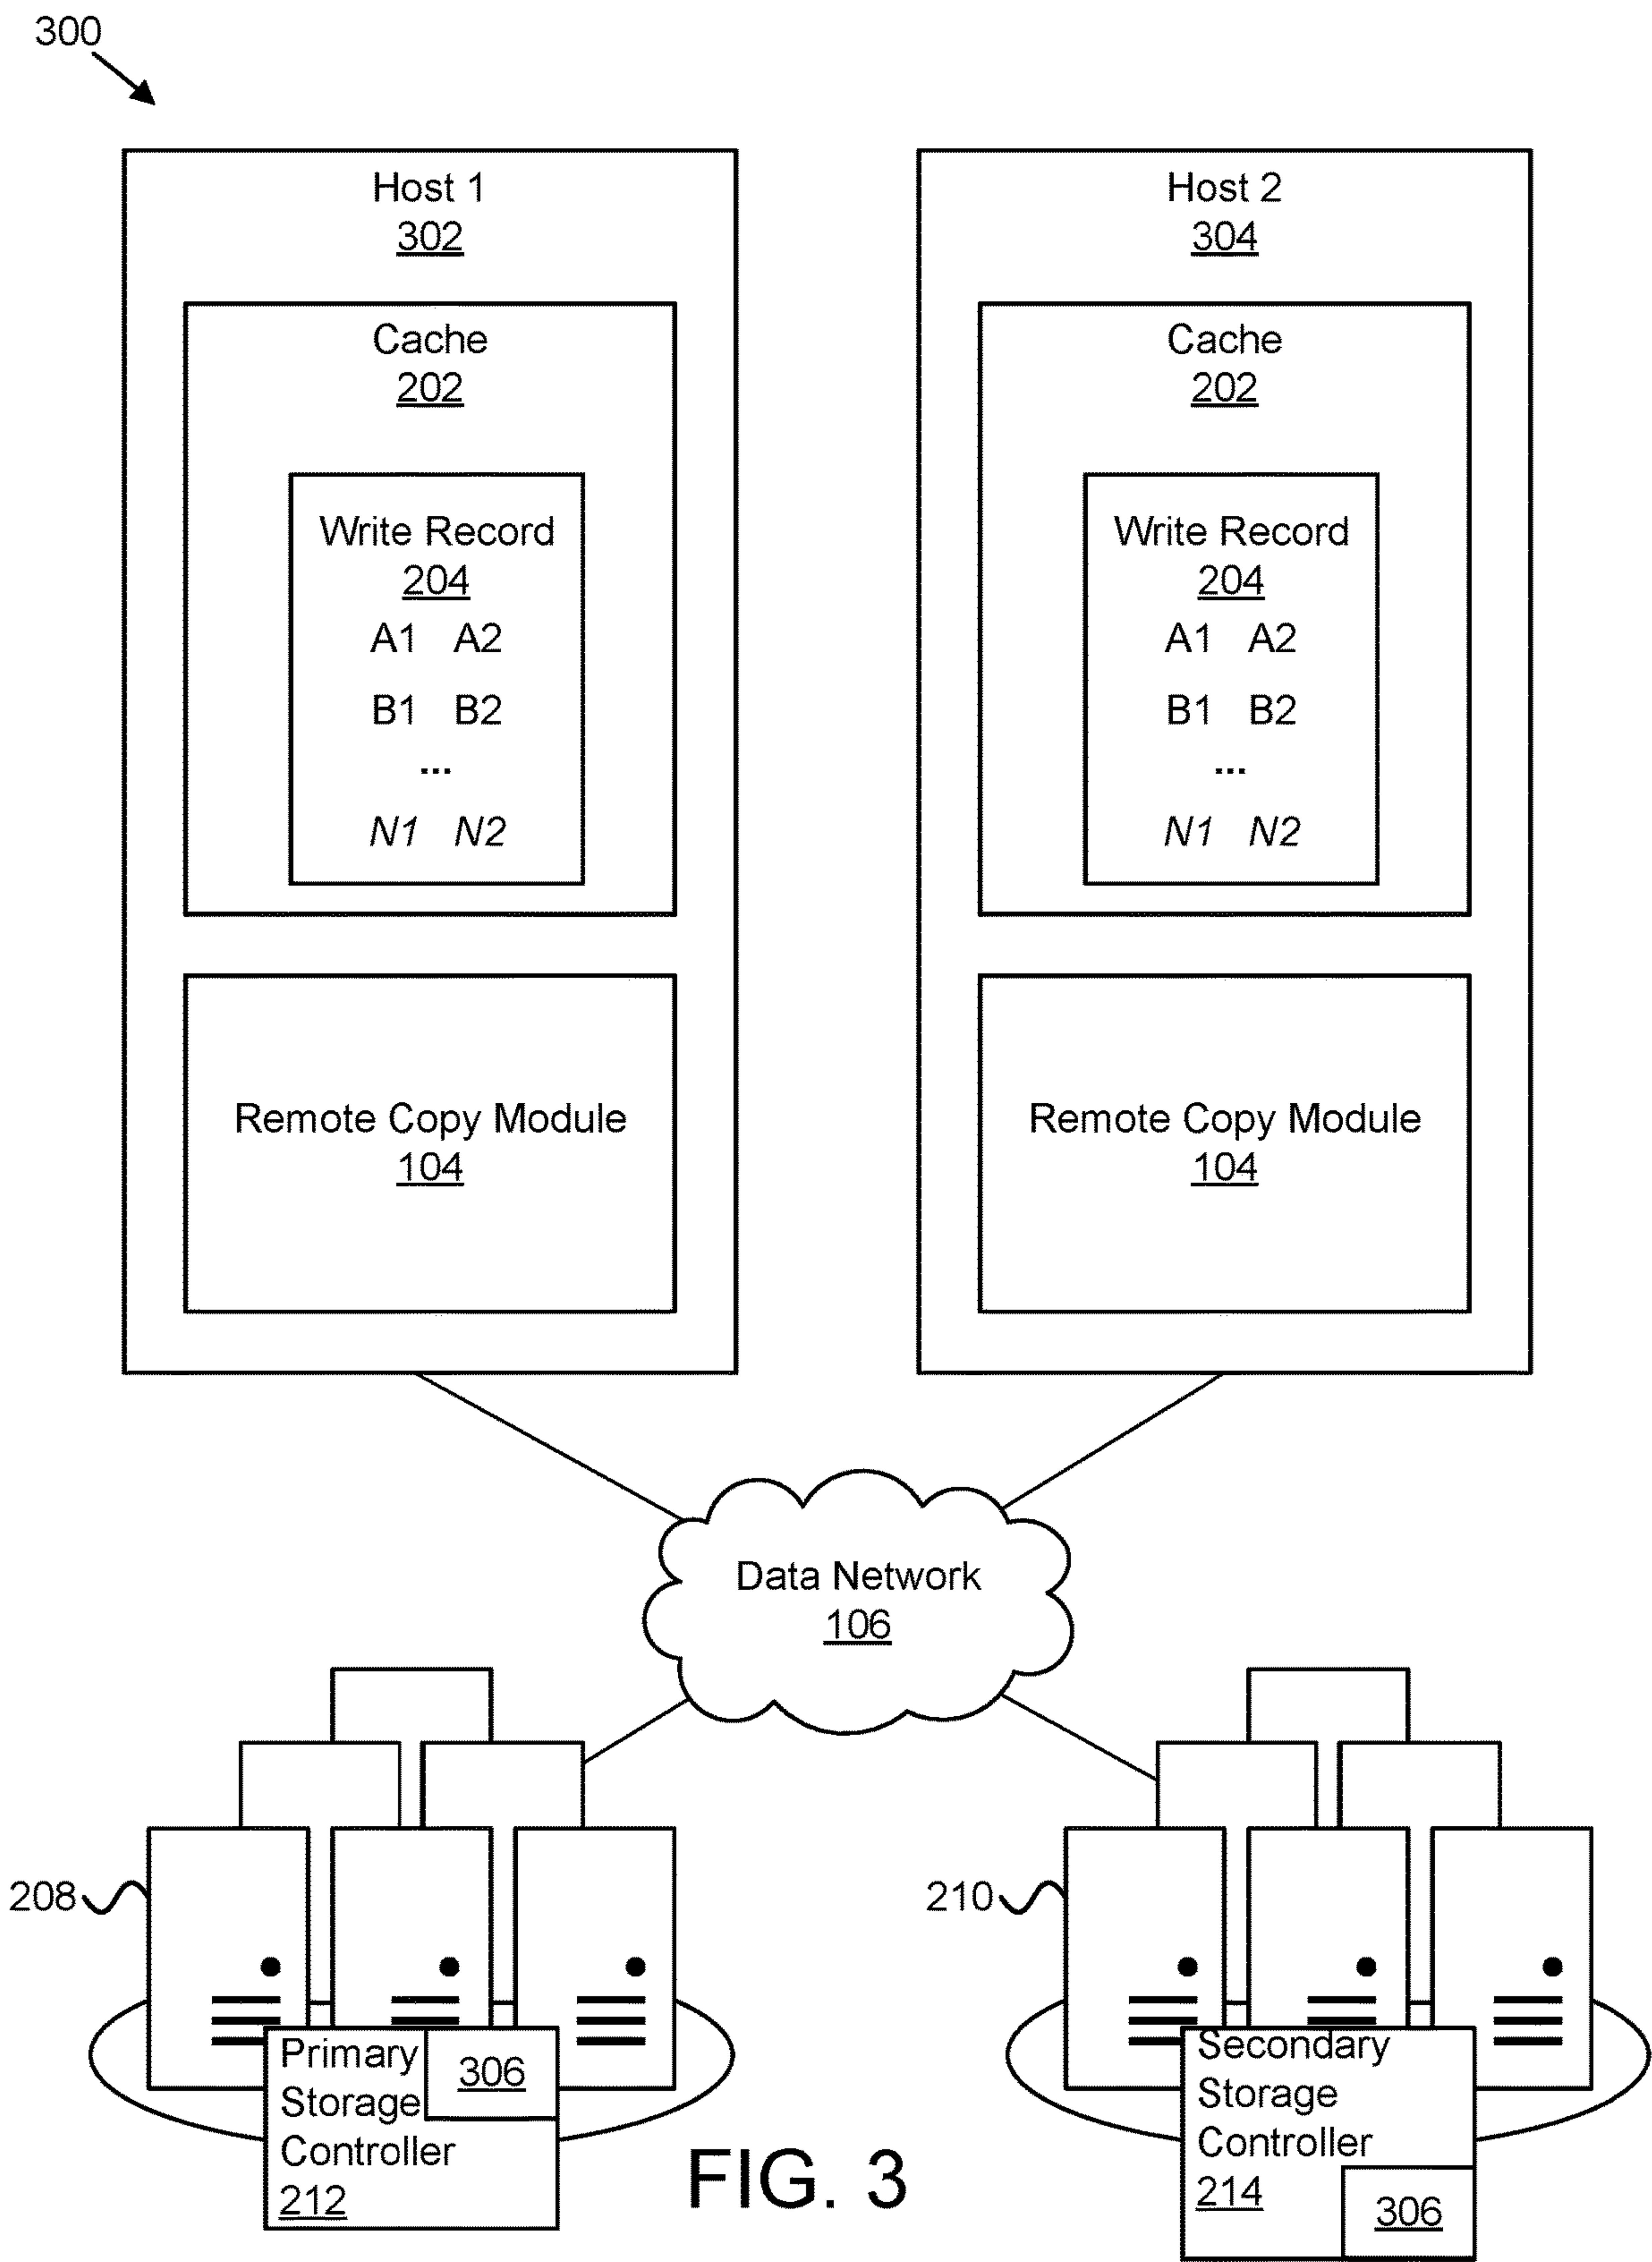 300
Host 1
302
Cache
202
Write Record
204
A1 A2
B1 B2
...
N1 N2
Remote Copy Module
104
Host 2
304
Cache
202
Write Record
204
A1 A2
B1 B2
...
N1 N2
Remote Copy Module
104
Data Network
106
208
Primary
Storage
Controller
212
306
210
Secondary
Storage
Controller
214
306
FIG. 3